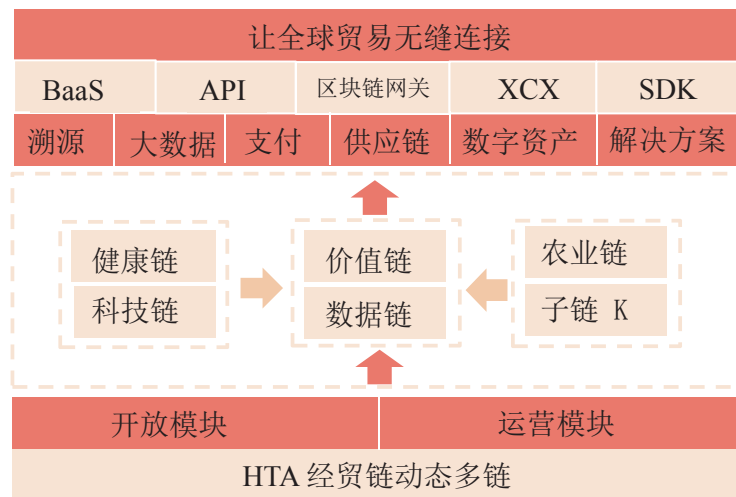 让全球贸易无缝连接
BaaS API 区块链网关 XCX SDK
溯源 大数据 支付 供应链 数字资产 解决方案
健康链 价值链 农业链
科技链 数据链 子链 K
开放模块 运营模块
HTA 经贸链动态多链